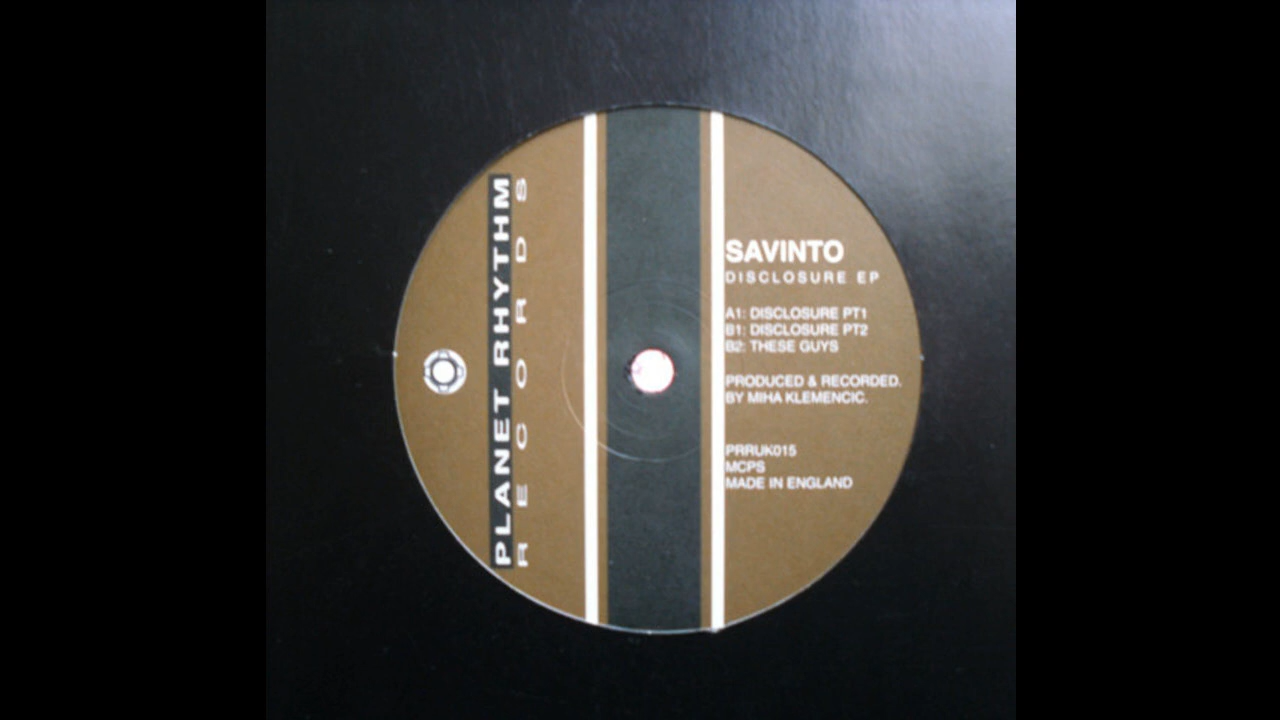 PLANET RHYTHM
RECORDS
SAVINTO
DISCLOSURE EP
A1: DISCLOSURE PT1
B1: DISCLOSURE PT2
B2: THESE GUYS
PRODUCED & RECORDED.
BY MIHA KLEMENCIC.
PRRUK015
MCPS
MADE IN ENGLAND